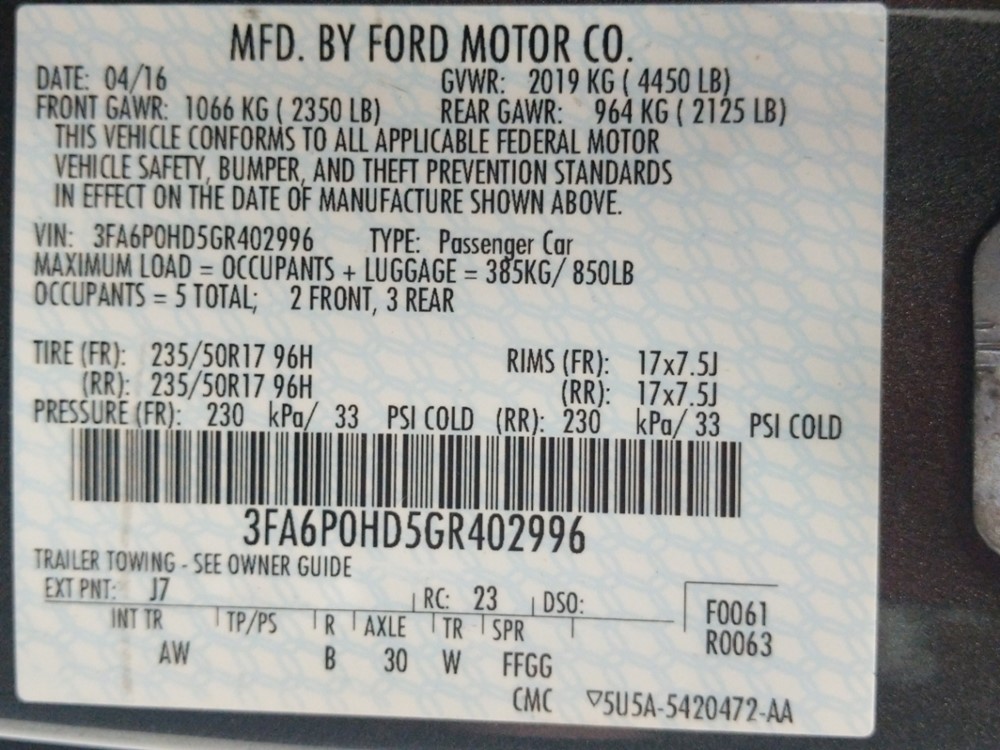 MFD. BY FORD MOTOR CO.
DATE: 04/16 GVWR: 2019 KG ( 4450 LB)
FRONT GAWR: 1066 KG ( 2350 LB) REAR GAWR: 964 KG ( 2125 LB)
THIS VEHICLE CONFORMS TO ALL APPLICABLE FEDERAL MOTOR
VEHICLE SAFETY, BUMPER, AND THEFT PREVENTION STANDARDS
IN EFFECT ON THE DATE OF MANUFACTURE SHOWN ABOVE.
VIN: 3FA6P0HD5GR402996 TYPE: Passenger Car
MAXIMUM LOAD = OCCUPANTS + LUGGAGE = 385KG/ 850LB
OCCUPANTS = 5 TOTAL; 2 FRONT, 3 REAR
TIRE (FR): 235/50R17 96H RIMS (FR): 17x7.5J
(RR): 235/50R17 96H (RR): 17x7.5J
PRESSURE (FR): 230 kPa/ 33 PSI COLD (RR): 230 kPa/ 33 PSI COLD
3FA6P0HD5GR402996
TRAILER TOWING - SEE OWNER GUIDE
EXT PNT: J7 RC: 23 DSO: F0061
INT TR TP/PS R AXLE TR SPR R0063
AW B 30 W FFGG
CMC ▽5U5A-5420472-AA